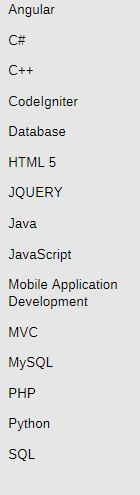 Angular
C#
C++
CodeIgniter
Database
HTML 5
JQUERY
Java
JavaScript
Mobile Application
Development
MVC
MySQL
PHP
Python
SQL